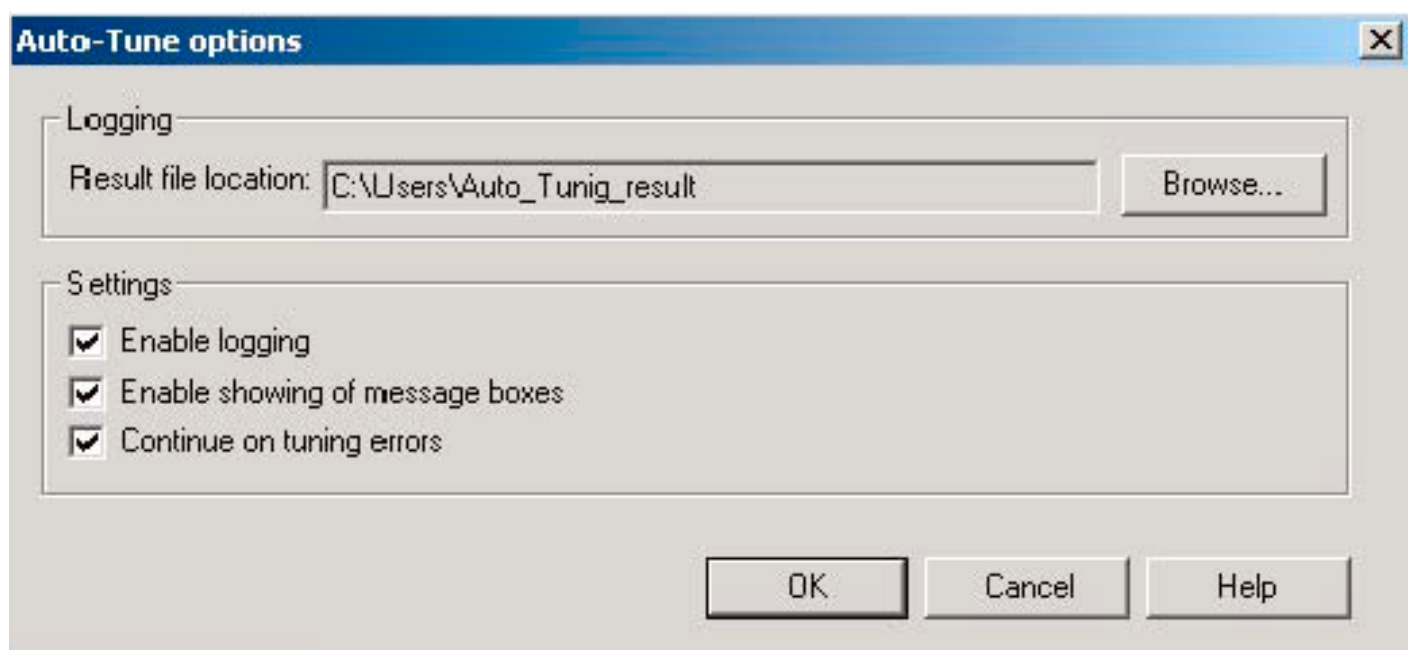 Auto-Tune options
Logging
Result file location: C:\Users\Auto_Tunig_result Browse...
Settings
Enable logging
Enable showing of message boxes
Continue on tuning errors
OK Cancel Help